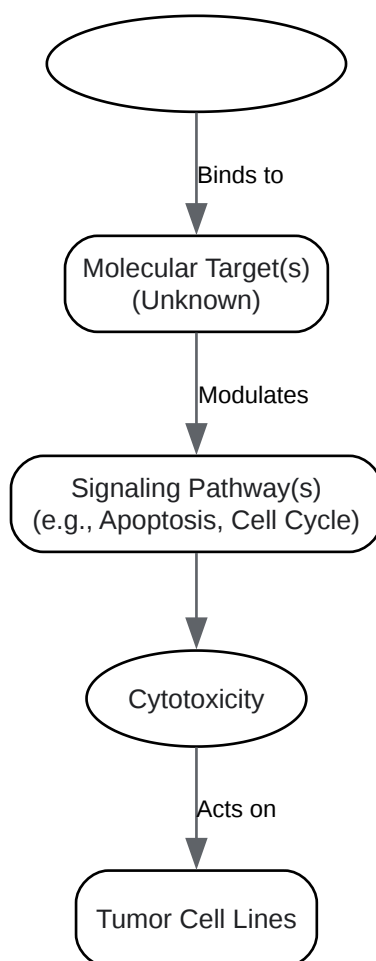 Binds to
Molecular Target(s)
(Unknown)
Modulates
Signaling Pathway(s)
(e.g., Apoptosis, Cell Cycle)
Cytotoxicity
Acts on
Tumor Cell Lines